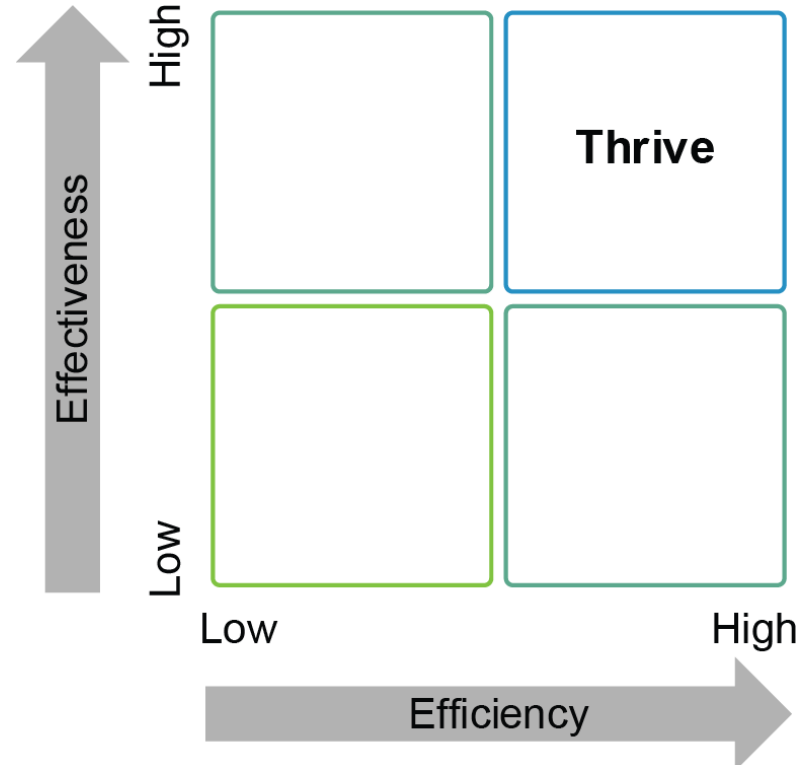 High
Thrive
Effectiveness
Low
Low
High
Efficiency